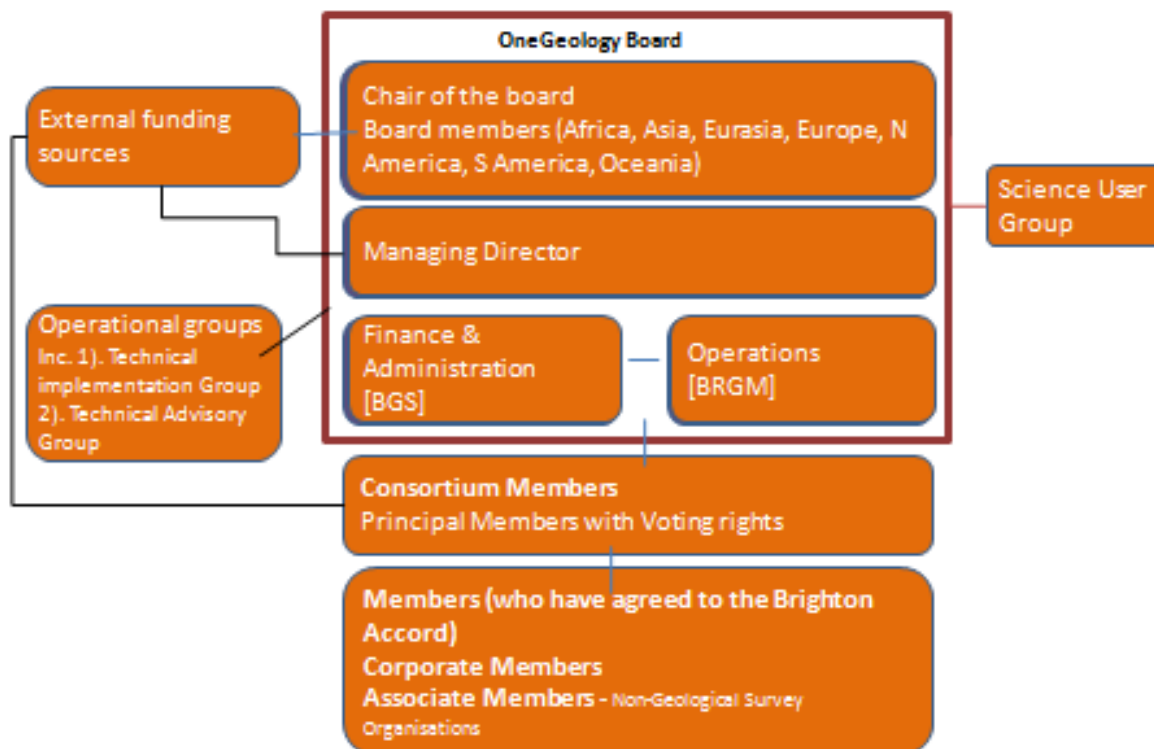 OneGeology Board
Chair of the board
Board members (Africa, Asia, Eurasia, Europe, N
America, S America, Oceania)
External funding
sources
Science User
Group
Managing Director
Operational groups
Inc. 1). Technical
implementation Group
2). Technical Advisory
Group
Finance &
Administration
[BGS]
Operations
[BRGM]
Consortium Members
Principal Members with Voting rights
Members (who have agreed to the Brighton
Accord)
Corporate Members
Associate Members - Non-Geological Survey
Organisations